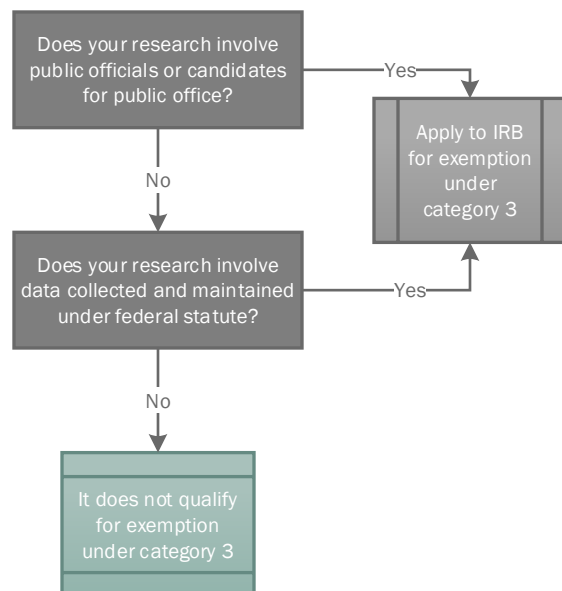 Does your research involve
public officials or candidates
for public office?
Yes
Apply to IRB
for exemption
under
category 3
No
Does your research involve
data collected and maintained
under federal statute?
Yes
No
It does not qualify
for exemption
under category 3